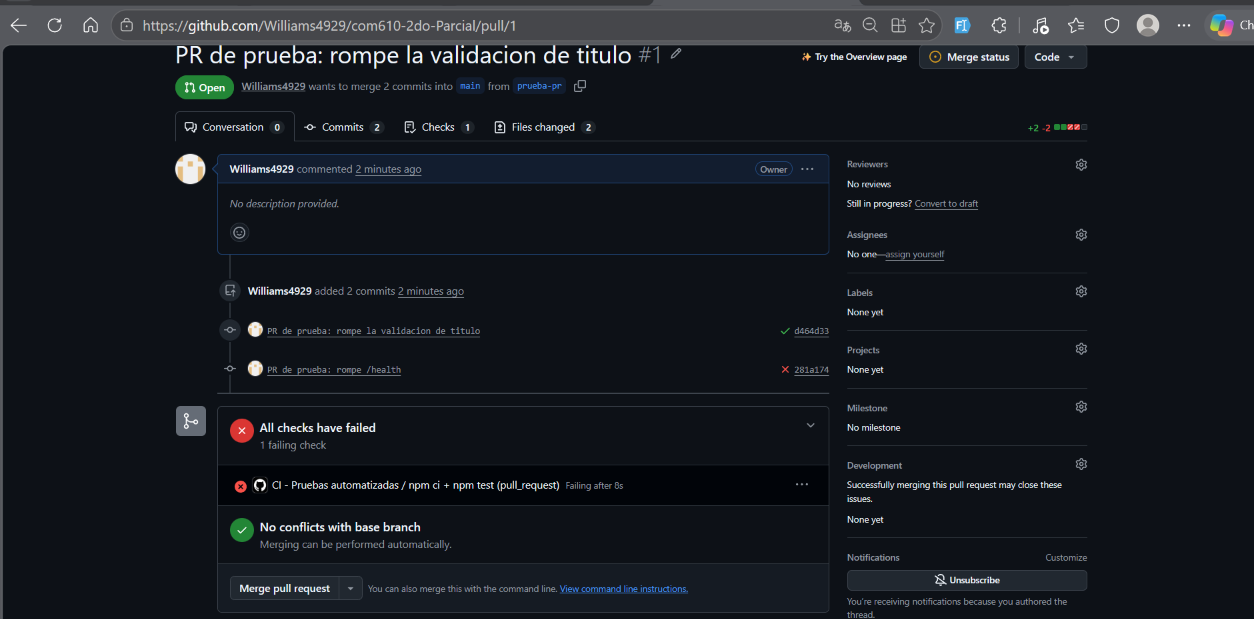 https://github.com/Williams4929/com610-2do-Parcial/pull/1
Ch
PR de prueba: rompe la validacion de titulo #1
Try the Overview page
Merge status
Code
Open
Williams4929 wants to merge 2 commits into main from prueba-pr
Conversation 0
Commits 2
Checks 1
Files changed 2
+2 -2
Williams4929 commented 2 minutes ago
Owner
No description provided.
Williams4929 added 2 commits 2 minutes ago
PR de prueba: rompe la validacion de titulo
d464d33
PR de prueba: rompe /health
281a174
All checks have failed
1 failing check
CI - Pruebas automatizadas / npm ci + npm test (pull_request) Failing after 8s
No conflicts with base branch
Merging can be performed automatically.
Merge pull request
You can also merge this with the command line. View command line instructions.
Reviewers
No reviews
Still in progress? Convert to draft
Assignees
No one—assign yourself
Labels
None yet
Projects
None yet
Milestone
No milestone
Development
Successfully merging this pull request may close these
issues.
None yet
Notifications
Customize
Unsubscribe
You're receiving notifications because you authored the
thread.